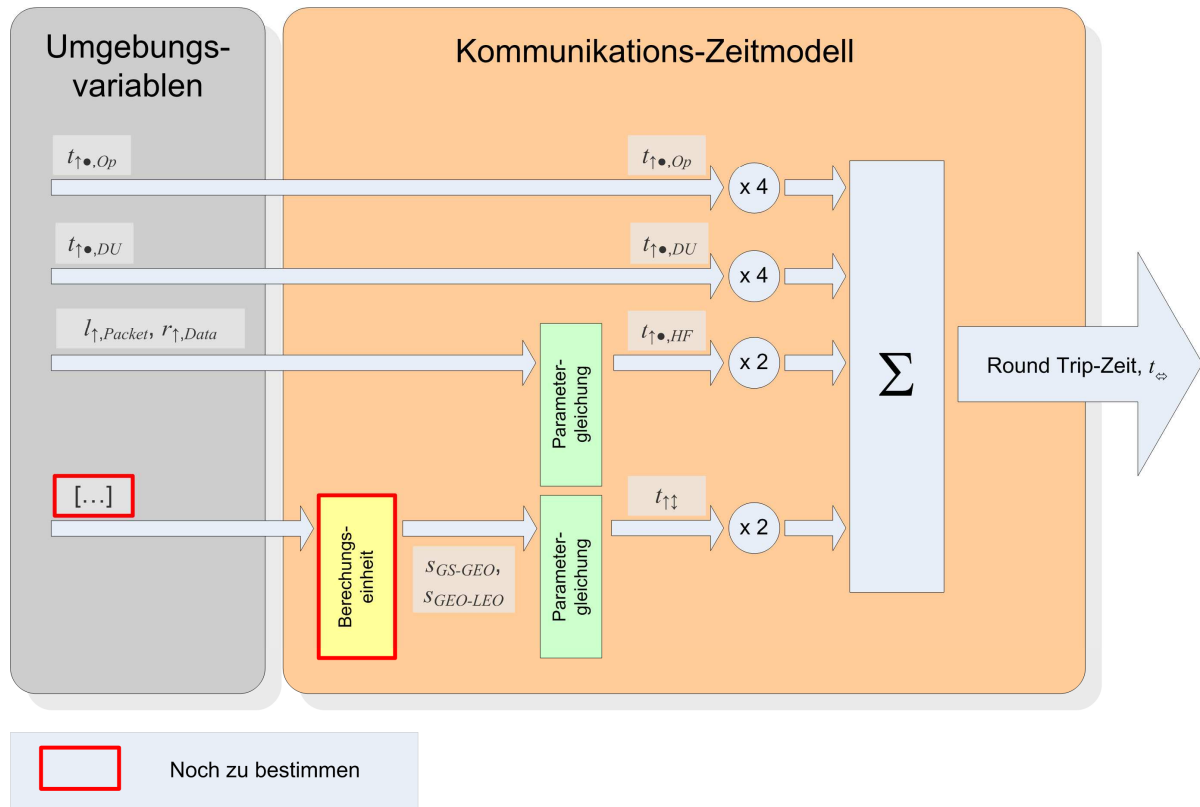 Umgebungs-
variablen
Kommunikations-Zeitmodell
t↑●,Op
t↑●,Op
x 4
t↑●,DU
t↑●,DU
x 4
l↑,Packet, r↑,Data
t↑●,HF
x 2
Parameter-
gleichung
Σ
Round Trip-Zeit, t⇔
[…]
Berechungs-
einheit
sGS-GEO,
sGEO-LEO
Parameter-
gleichung
t↑↕
x 2
Noch zu bestimmen